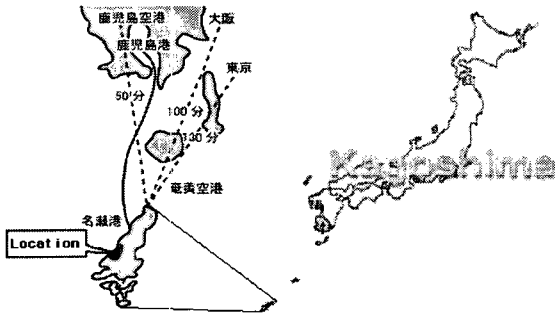 鹿児島空港
大阪
鹿児島港
東京
50分
100分
130分
奄美空港
名瀬港
Location
Kagoshima